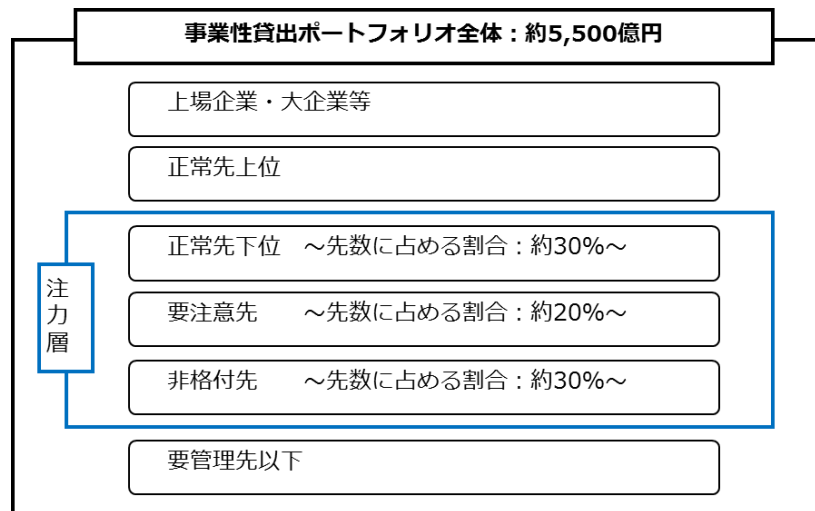 事業性貸出ポートフォリオ全体：約5,500億円
上場企業・大企業等
正常先上位
正常先下位　～先数に占める割合：約30%～
注力層
要注意先　　～先数に占める割合：約20%～
非格付先　　～先数に占める割合：約30%～
要管理先以下